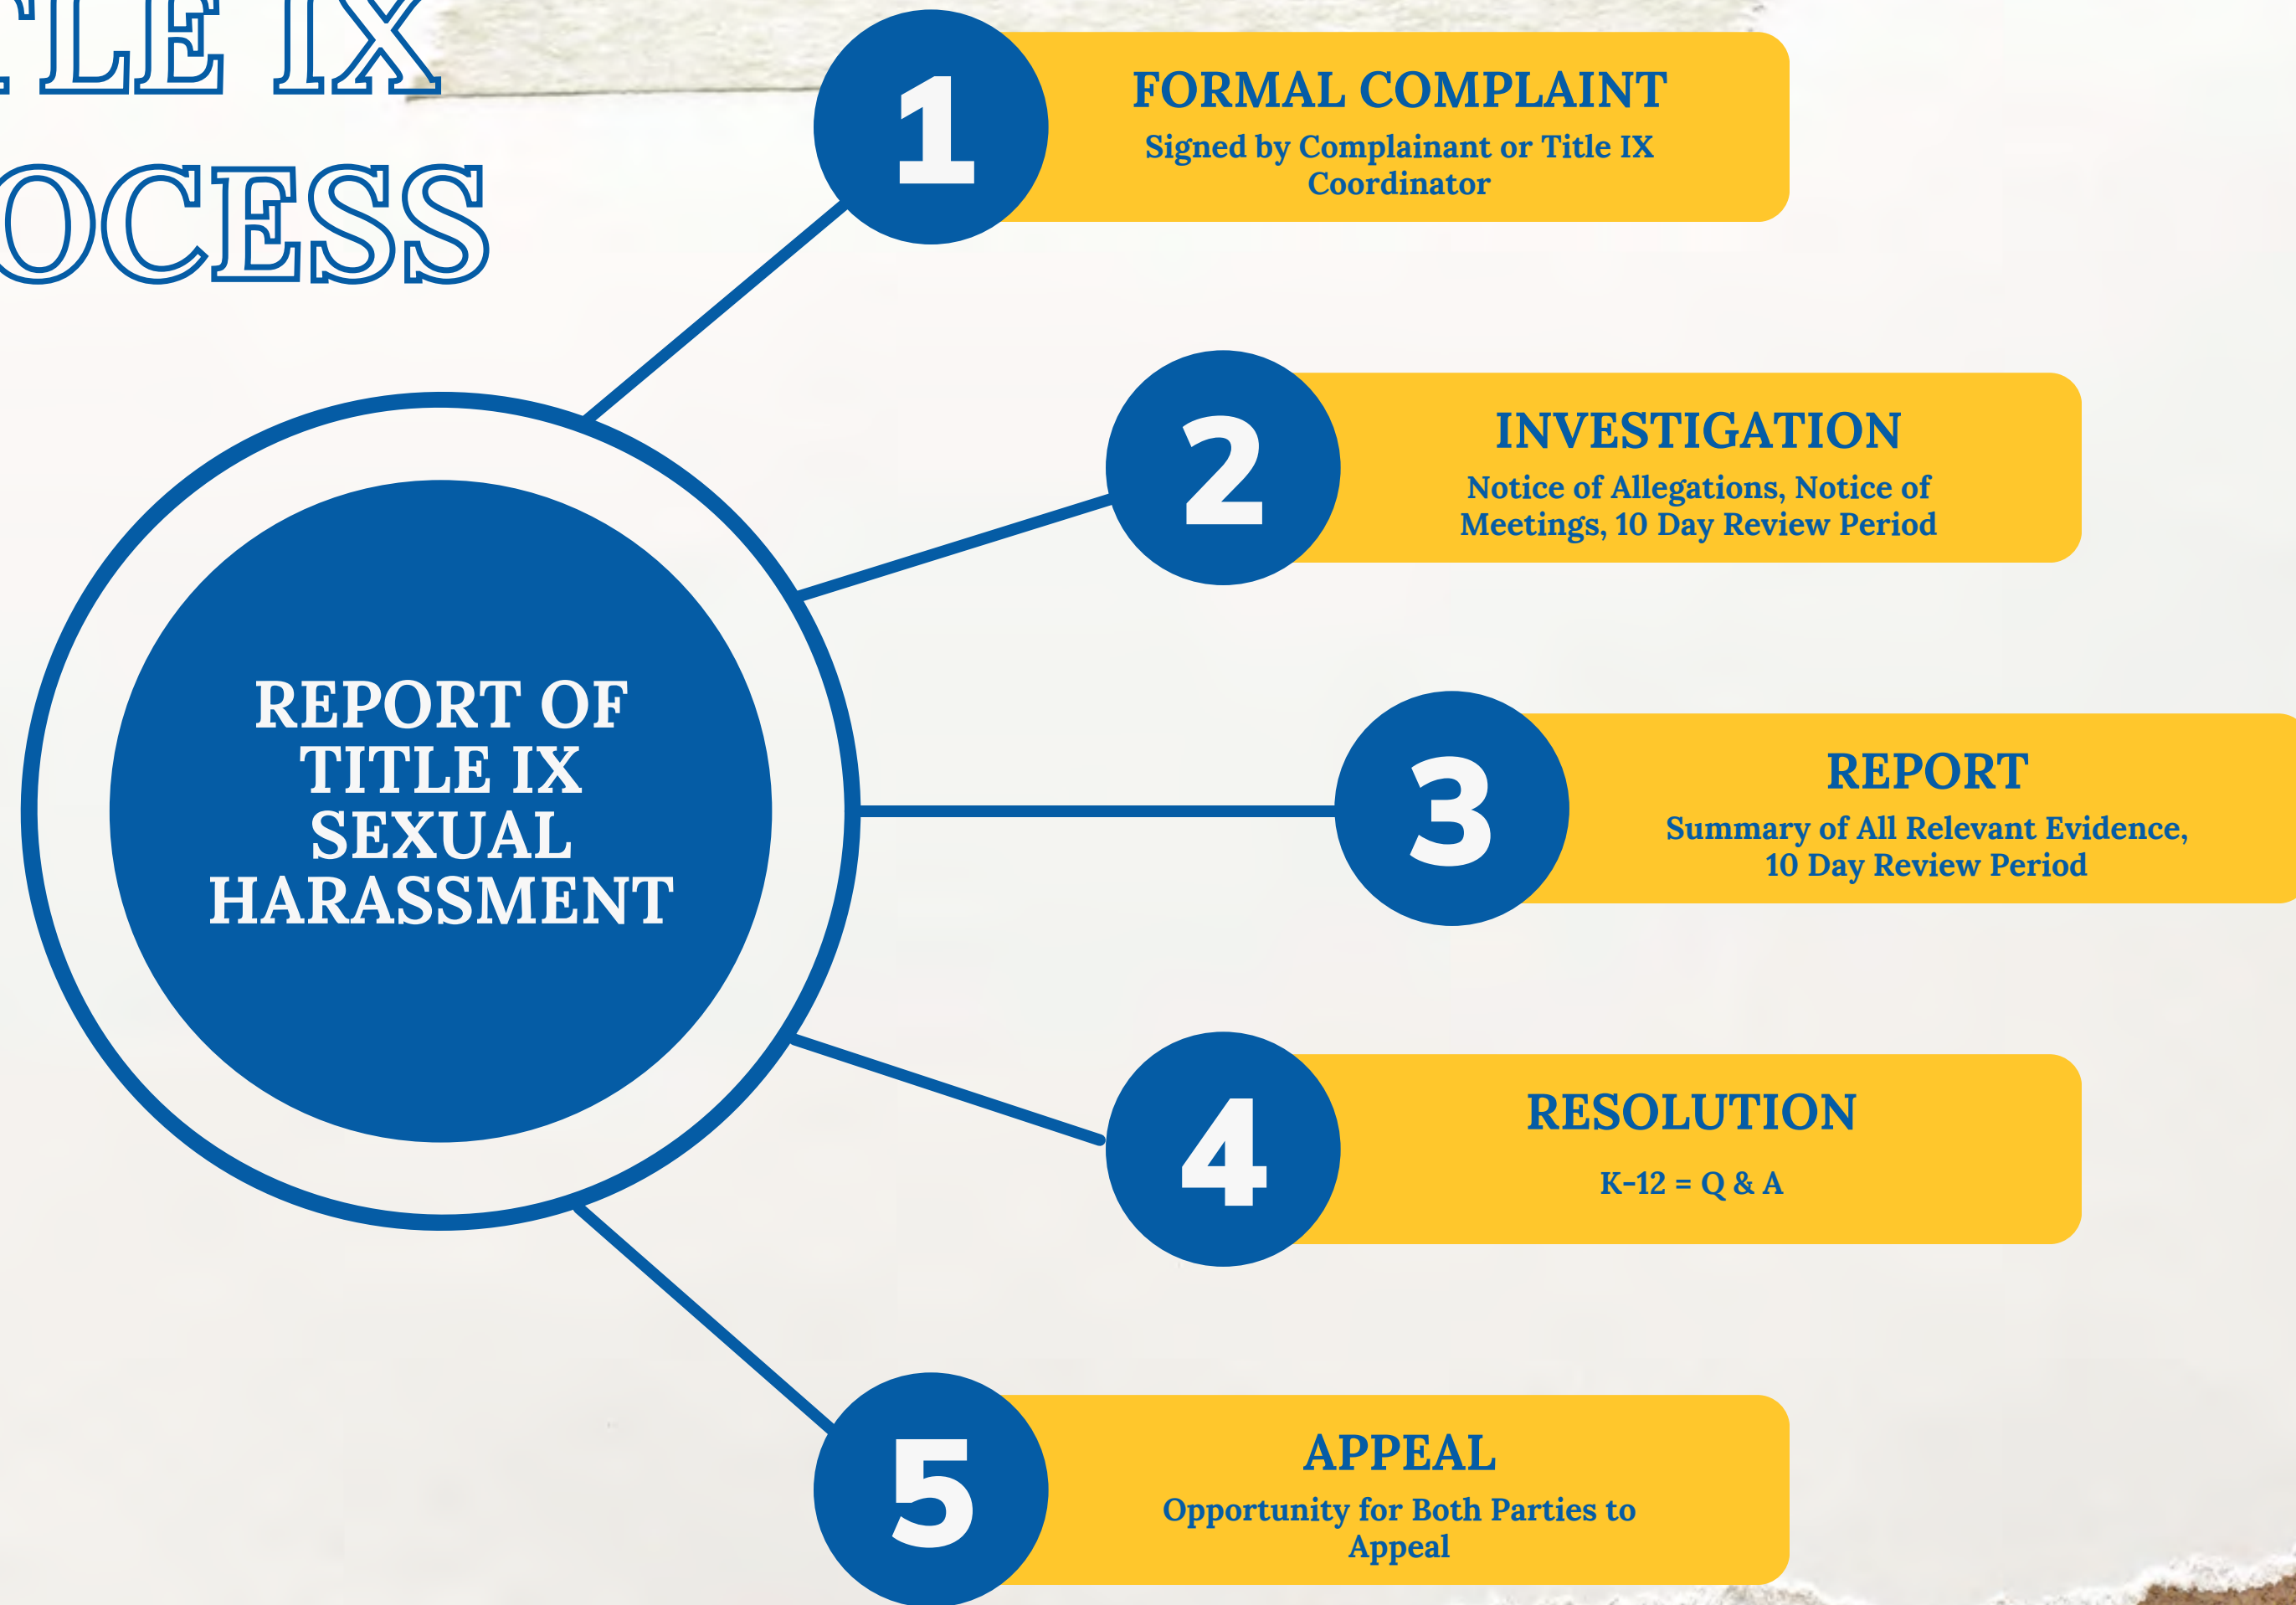 TLE IX
OCESS
1
FORMAL COMPLAINT
Signed by Complainant or Title IX
Coordinator
2
INVESTIGATION
Notice of Allegations, Notice of
Meetings, 10 Day Review Period
REPORT OF
TITLE IX
SEXUAL
HARASSMENT
3
REPORT
Summary of All Relevant Evidence,
10 Day Review Period
4
RESOLUTION
K-12 = Q & A
5
APPEAL
Opportunity for Both Parties to
Appeal